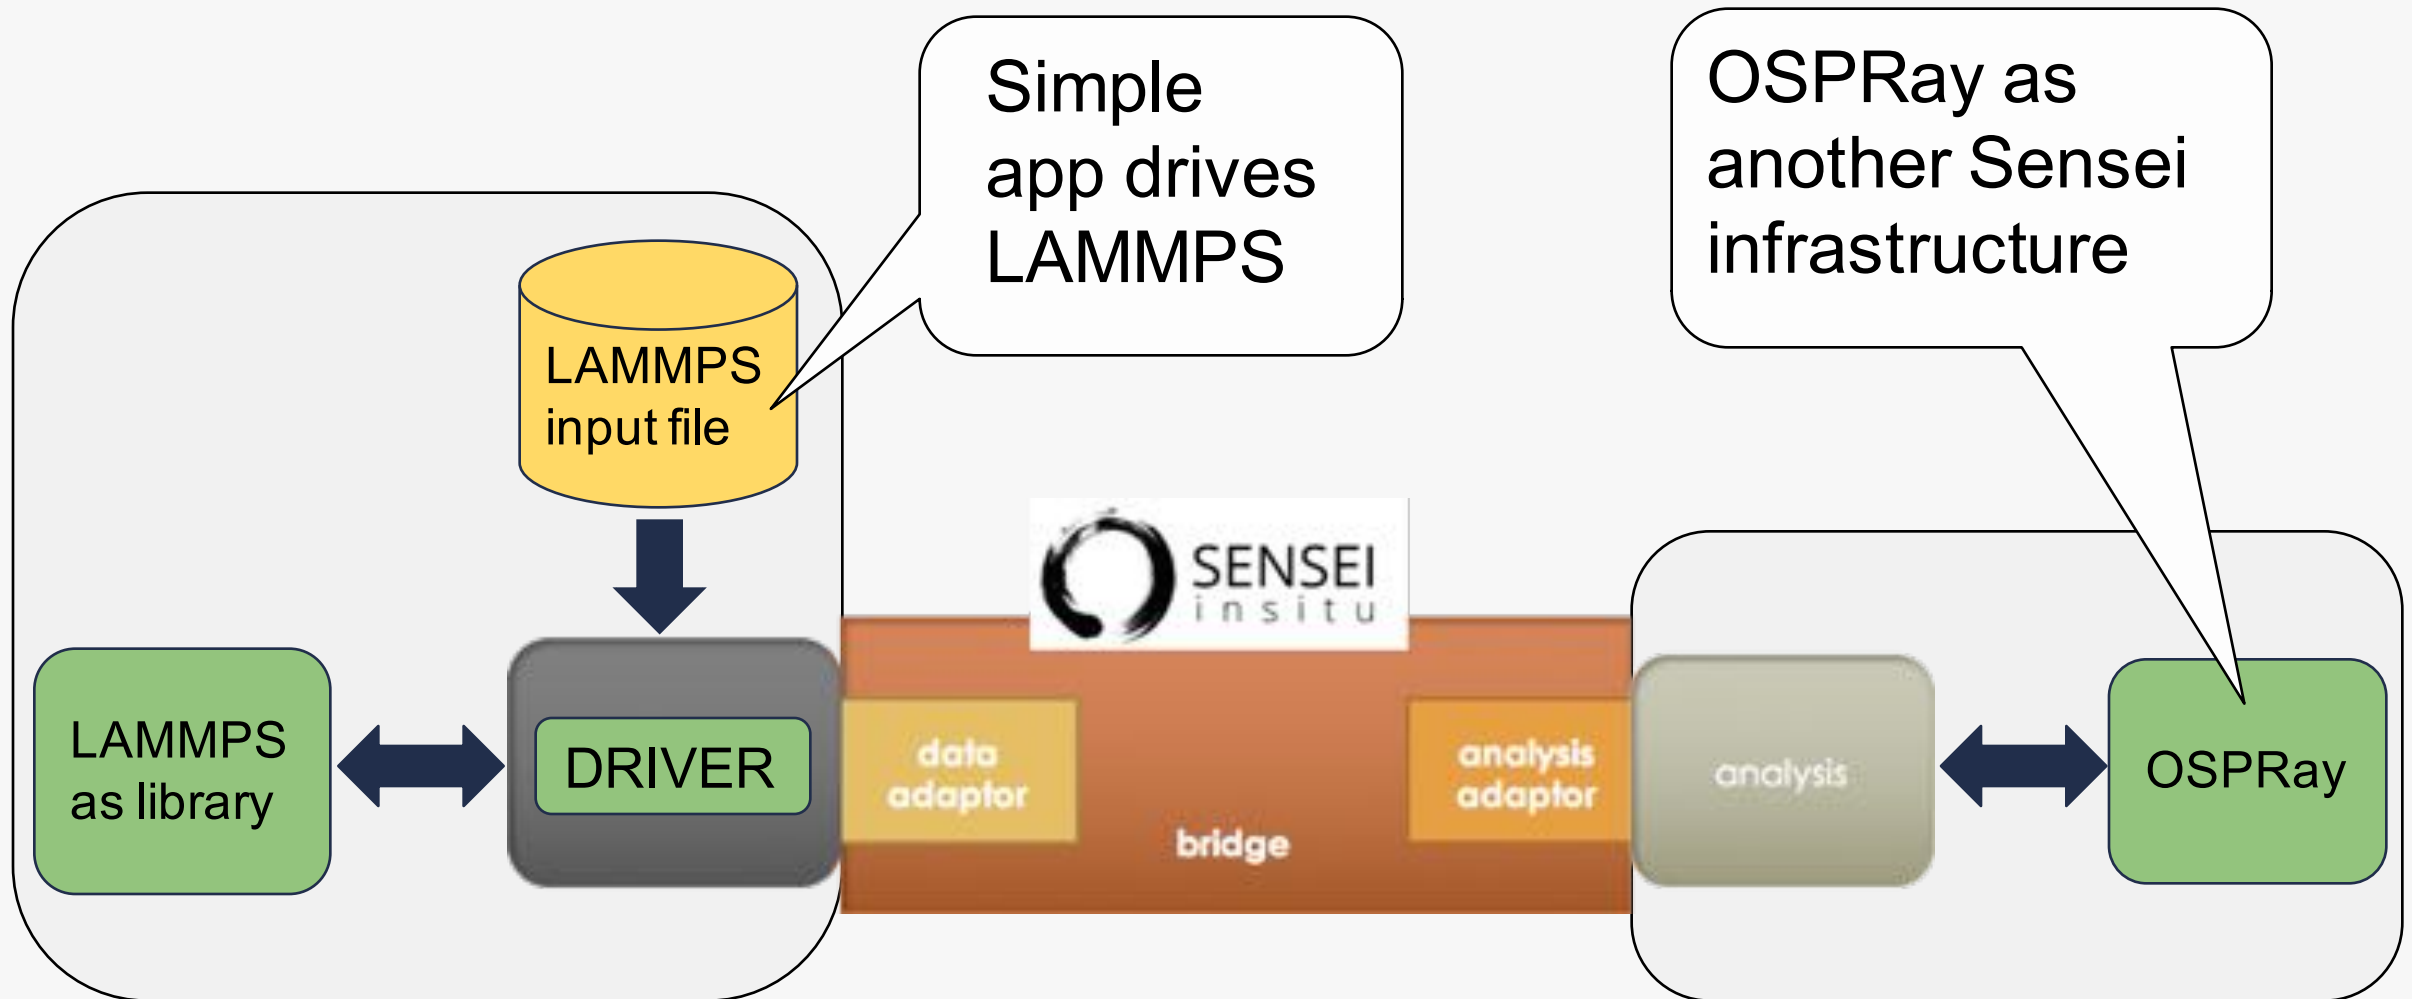 Simple
app drives
LAMMPS
OSPRay as
another Sensei
infrastructure
LAMMPS
input file
SENSEI
insitu
LAMMPS
as library
DRIVER
data
adaptor
bridge
analysis
adaptor
analysis
OSPRay